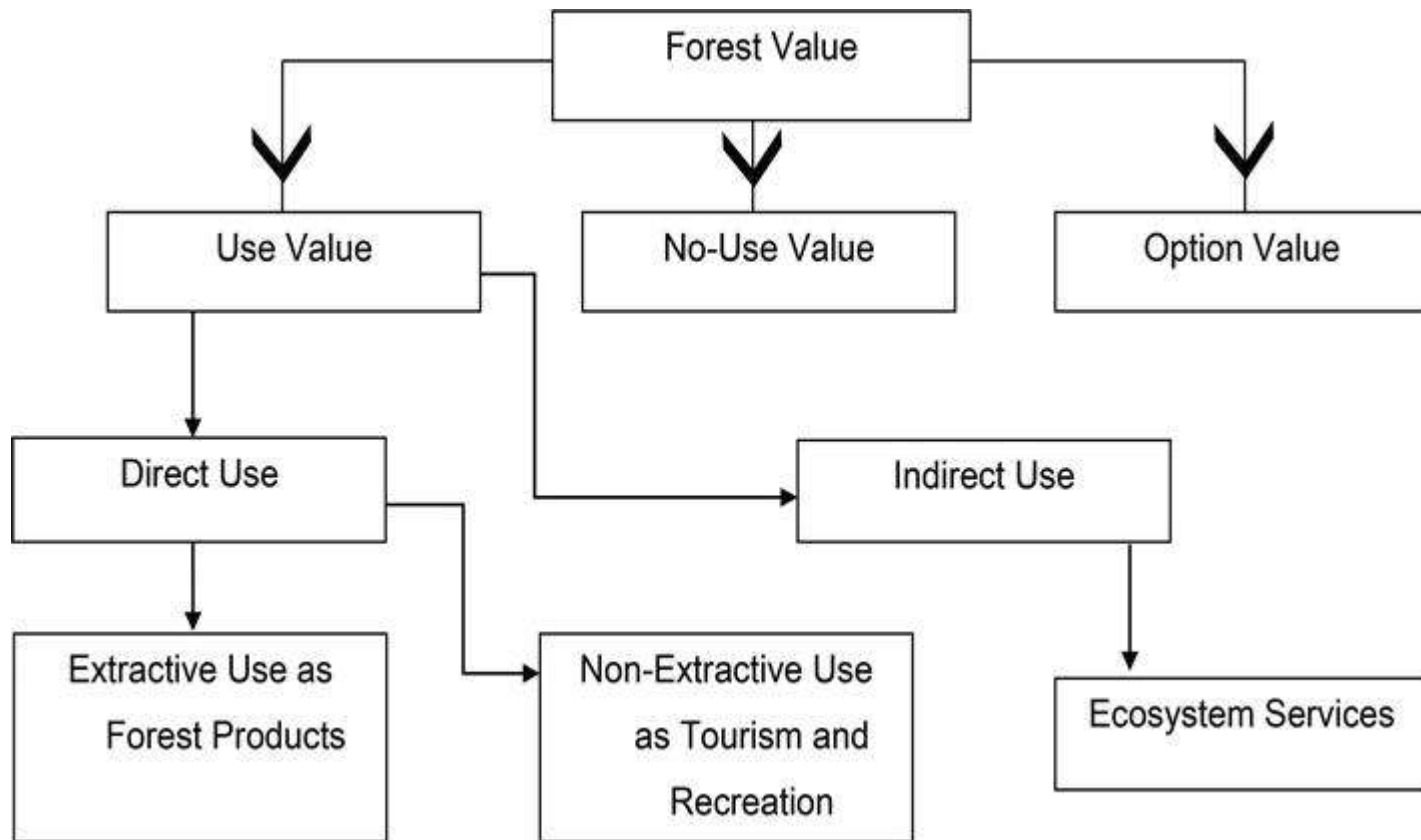 Forest Value
Use Value
No-Use Value
Option Value
Direct Use
Indirect Use
Extractive Use as
Forest Products
Non-Extractive Use
as Tourism and
Recreation
Ecosystem Services